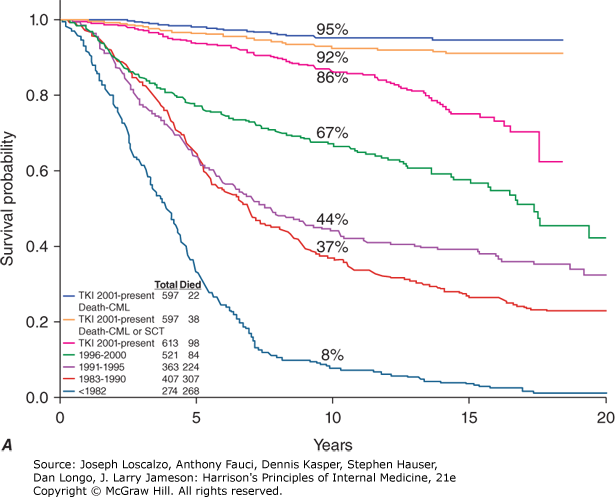 1.0
0.8
0.6
0.4
0.2
0.0
Survival probability
95%
92%
86%
67%
44%
37%
8%
Total Died
TKI 2001-present 597 22
Death-CML
TKI 2001-present 597 38
Death-CML or SCT
TKI 2001-present 613 98
1996-2000 521 84
1991-1995 363 224
1983-1990 407 307
<1982 274 268
0 5 10 15 20
A
Years
Source: Joseph Loscalzo, Anthony Fauci, Dennis Kasper, Stephen Hauser,
Dan Longo, J. Larry Jameson: Harrison's Principles of Internal Medicine, 21e
Copyright © McGraw Hill. All rights reserved.